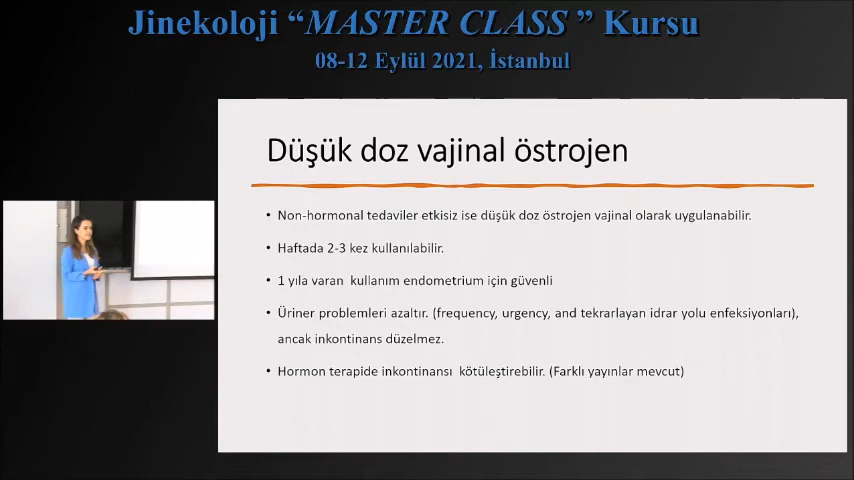 Jinekoloji “MASTER CLASS ” Kursu
08-12 Eylül 2021, İstanbul
Düşük doz vajinal östrojen
• Non-hormonal tedaviler etkisiz ise düşük doz östrojen vajinal olarak uygulanabilir.
• Haftada 2-3 kez kullanılabilir.
• 1 yıla varan kullanım endometrium için güvenli
• Üriner problemleri azaltır. (frequency, urgency, and tekrarlayan idrar yolu enfeksiyonları),
ancak inkontinans düzelmez.
• Hormon terapide inkontinansı kötüleştirebilir. (Farklı yayınlar mevcut)